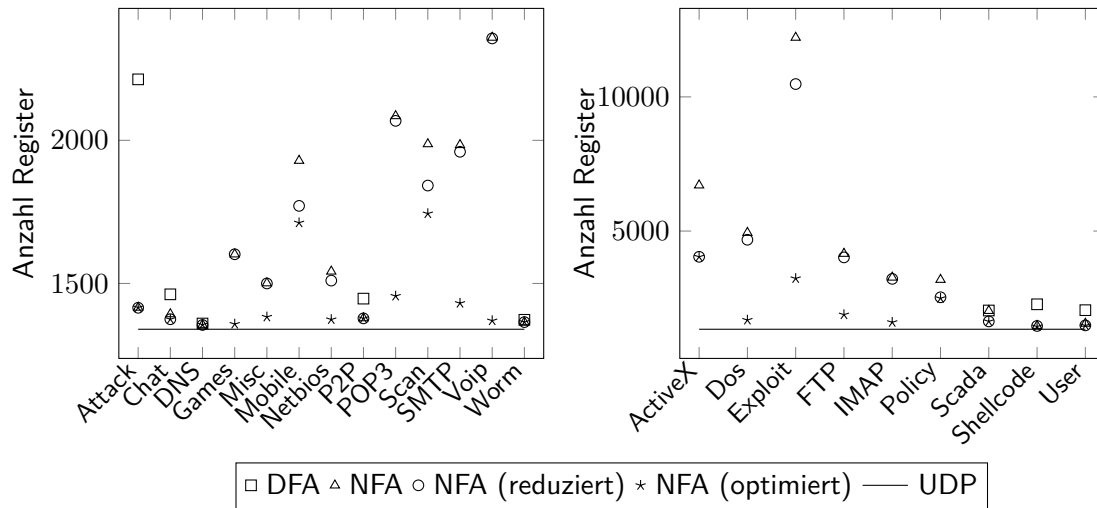 Anzahl Register
2000
1500
Attack
Chat
DNS
Games
Misc
Mobile
Netbios
P2P
POP3
Scan
SMTP
Voip
Worm
Anzahl Register
10000
5000
ActiveX
Dos
Exploit
FTP
IMAP
Policy
Scada
Shellcode
User
DFA NFA NFA (reduziert) NFA (optimiert) UDP